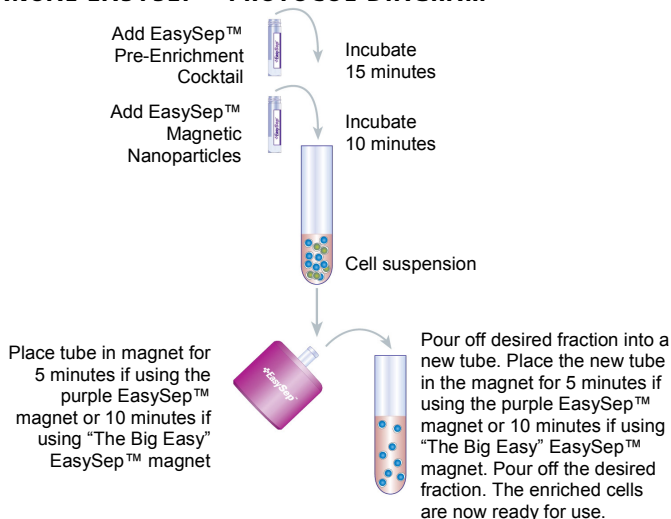 Add EasySep™
Pre-Enrichment
Cocktail
Incubate
15 minutes
Add EasySep™
Magnetic
Nanoparticles
Incubate
10 minutes
Cell suspension
Place tube in magnet for
5 minutes if using the
purple EasySep™
magnet or 10 minutes if
using “The Big Easy”
EasySep™ magnet
EasySep™
Pour off desired fraction into a
new tube. Place the new tube
in the magnet for 5 minutes if
using the purple EasySep™
magnet or 10 minutes if using
“The Big Easy” EasySep™
magnet. Pour off the desired
fraction. The enriched cells
are now ready for use.